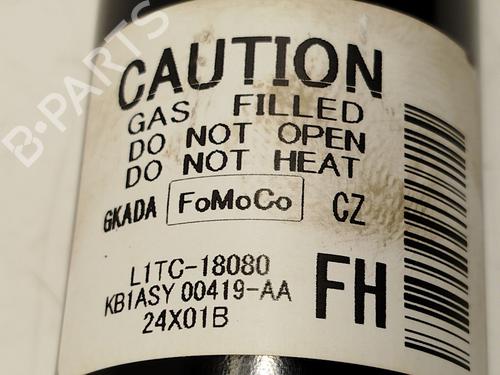 B-PARTS
CAUTION
GAS FILLED
DO NOT OPEN
DO NOT HEAT
GKADA FoMoCo CZ
L1TC-18080
KB1ASY 00419-AA
24X01B
FH